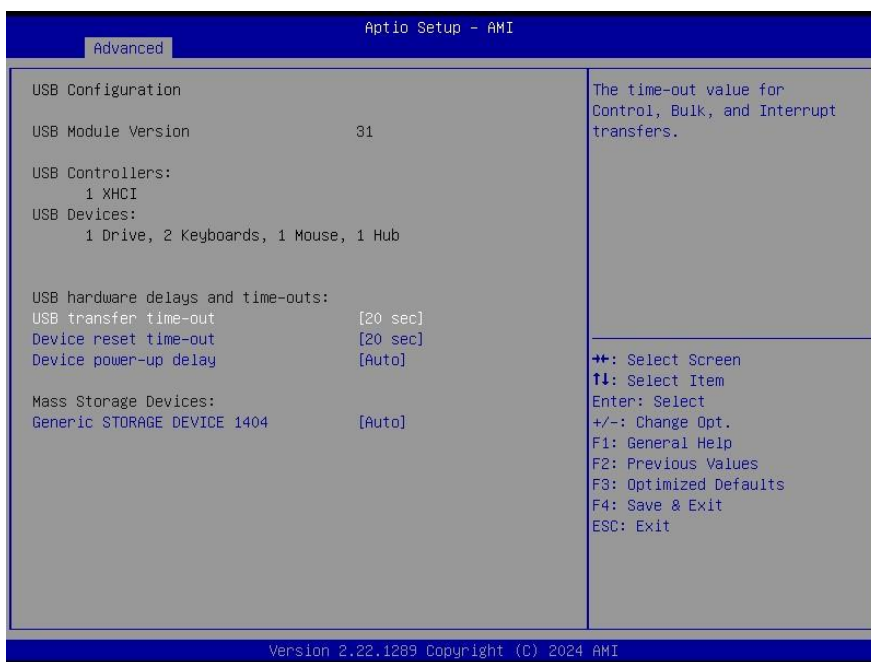 Aptio Setup - AMI
Advanced
USB Configuration
USB Module Version 31
USB Controllers:
1 XHCI
USB Devices:
1 Drive, 2 Keyboards, 1 Mouse, 1 Hub
USB hardware delays and time-outs:
USB transfer time-out [20 sec]
Device reset time-out [20 sec]
Device power-up delay [Auto]
Mass Storage Devices:
Generic STORAGE DEVICE 1404 [Auto]
The time-out value for
Control, Bulk, and Interrupt
transfers.
→←: Select Screen
↑↓: Select Item
Enter: Select
+/-: Change Opt.
F1: General Help
F2: Previous Values
F3: Optimized Defaults
F4: Save & Exit
ESC: Exit
Version 2.22.1289 Copyright (C) 2024 AMI